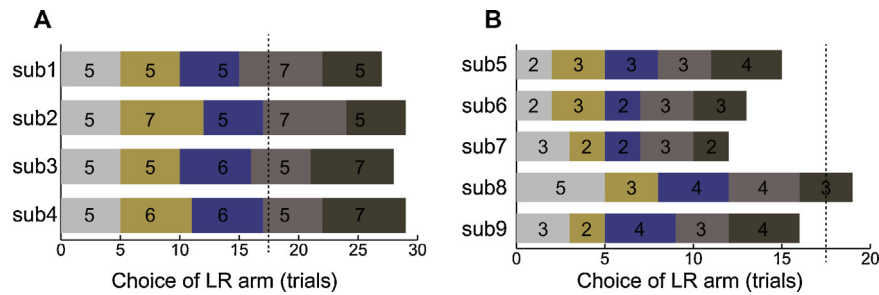 A
sub1 5 5 5 7 5
sub2 5 7 5 7 5
sub3 5 5 6 5 7
sub4 5 6 6 5 7
0 5 10 15 20 25 30
Choice of LR arm (trials)
B
sub5 2 3 3 3 4
sub6 2 3 2 3 3
sub7 3 2 2 3 2
sub8 5 3 4 4 3
sub9 3 2 4 3 4
0 5 10 15 20
Choice of LR arm (trials)